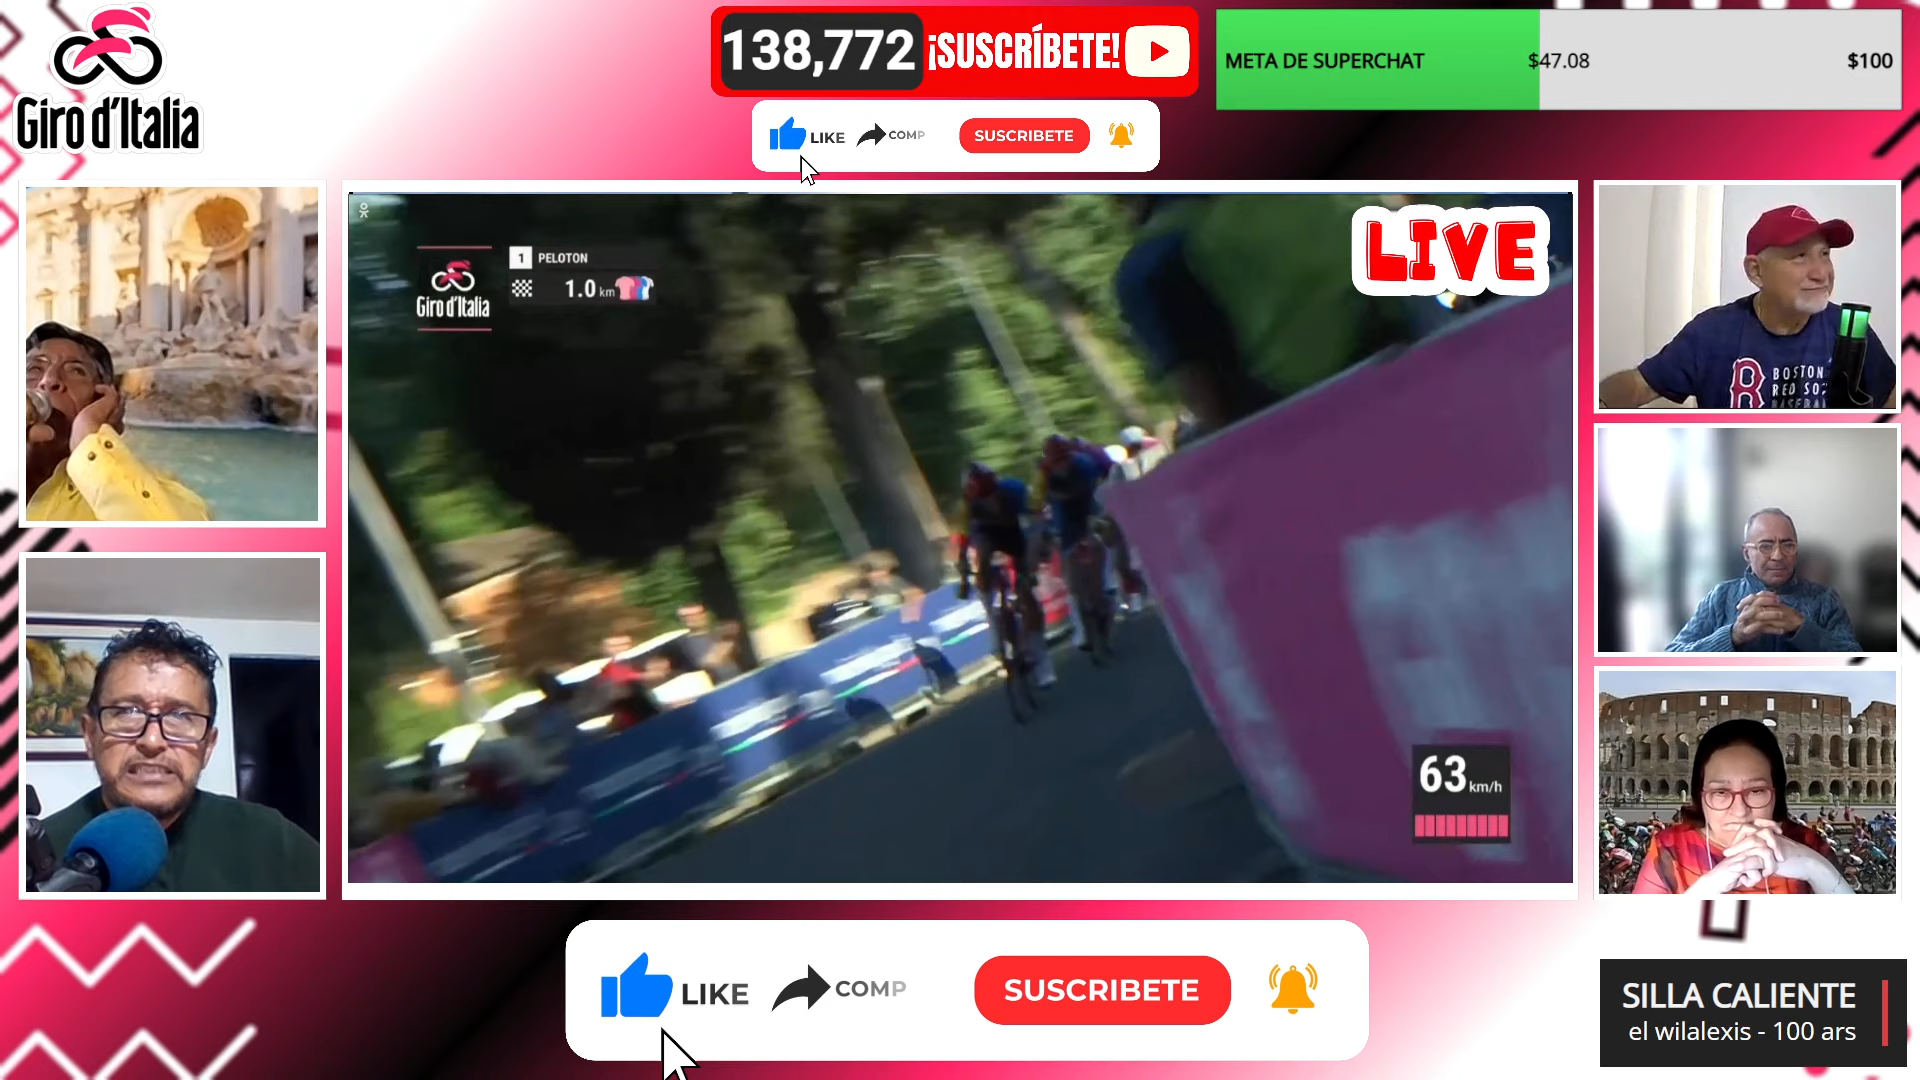 Giro d'Italia
138,772 ¡SUSCRÍBETE!
META DE SUPERCHAT $47.08 $100
LIKE COMP SUSCRIBETE
LIVE
Giro d'Italia
1 PELOTON
1.0 km
BOSTON
RED SOX
BASEBALL
63 km/h
LIKE COMP SUSCRIBETE
SILLA CALIENTE
el wilalexis - 100 ars